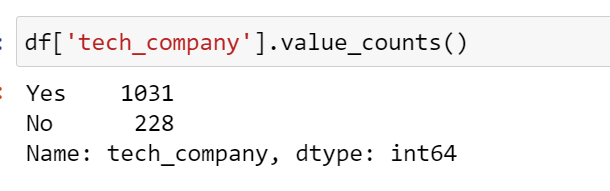 df['tech_company'].value_counts()
Yes    1031
No      228
Name: tech_company, dtype: int64